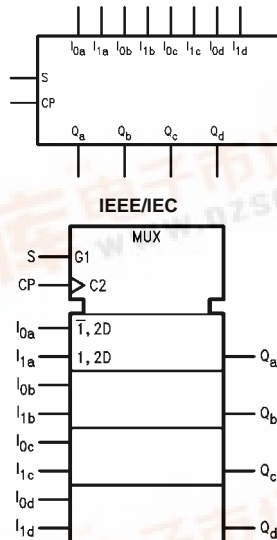 I0a I1a I0b I1b I0c I1c I0d I1d
S
CP
Qa Qb Qc Qd
IEEE/IEC
MUX
S G1
CP C2
I0a 1̅, 2D
I1a 1, 2D Qa
I0b
I1b Qb
I0c
I1c Qc
I0d
I1d Qd